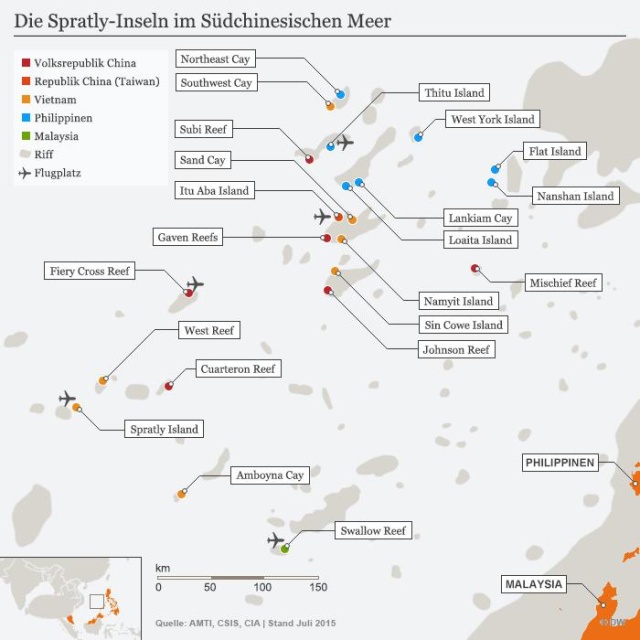 Die Spratly-Inseln im Südchinesischen Meer
Volksrepublik China
Republik China (Taiwan)
Vietnam
Philippinen
Malaysia
Riff
Flugplatz
Northeast Cay
Southwest Cay
Thitu Island
West York Island
Subi Reef
Flat Island
Sand Cay
Itu Aba Island
Nanshan Island
Lankiam Cay
Gaven Reefs
Loaita Island
Fiery Cross Reef
Mischief Reef
Namyit Island
West Reef
Sin Cowe Island
Johnson Reef
Cuarteron Reef
Spratly Island
PHILIPPINEN
Amboyna Cay
Swallow Reef
km
0 50 100 150
MALAYSIA
Quelle: AMTI, CSIS, CIA | Stand Juli 2015
© DW